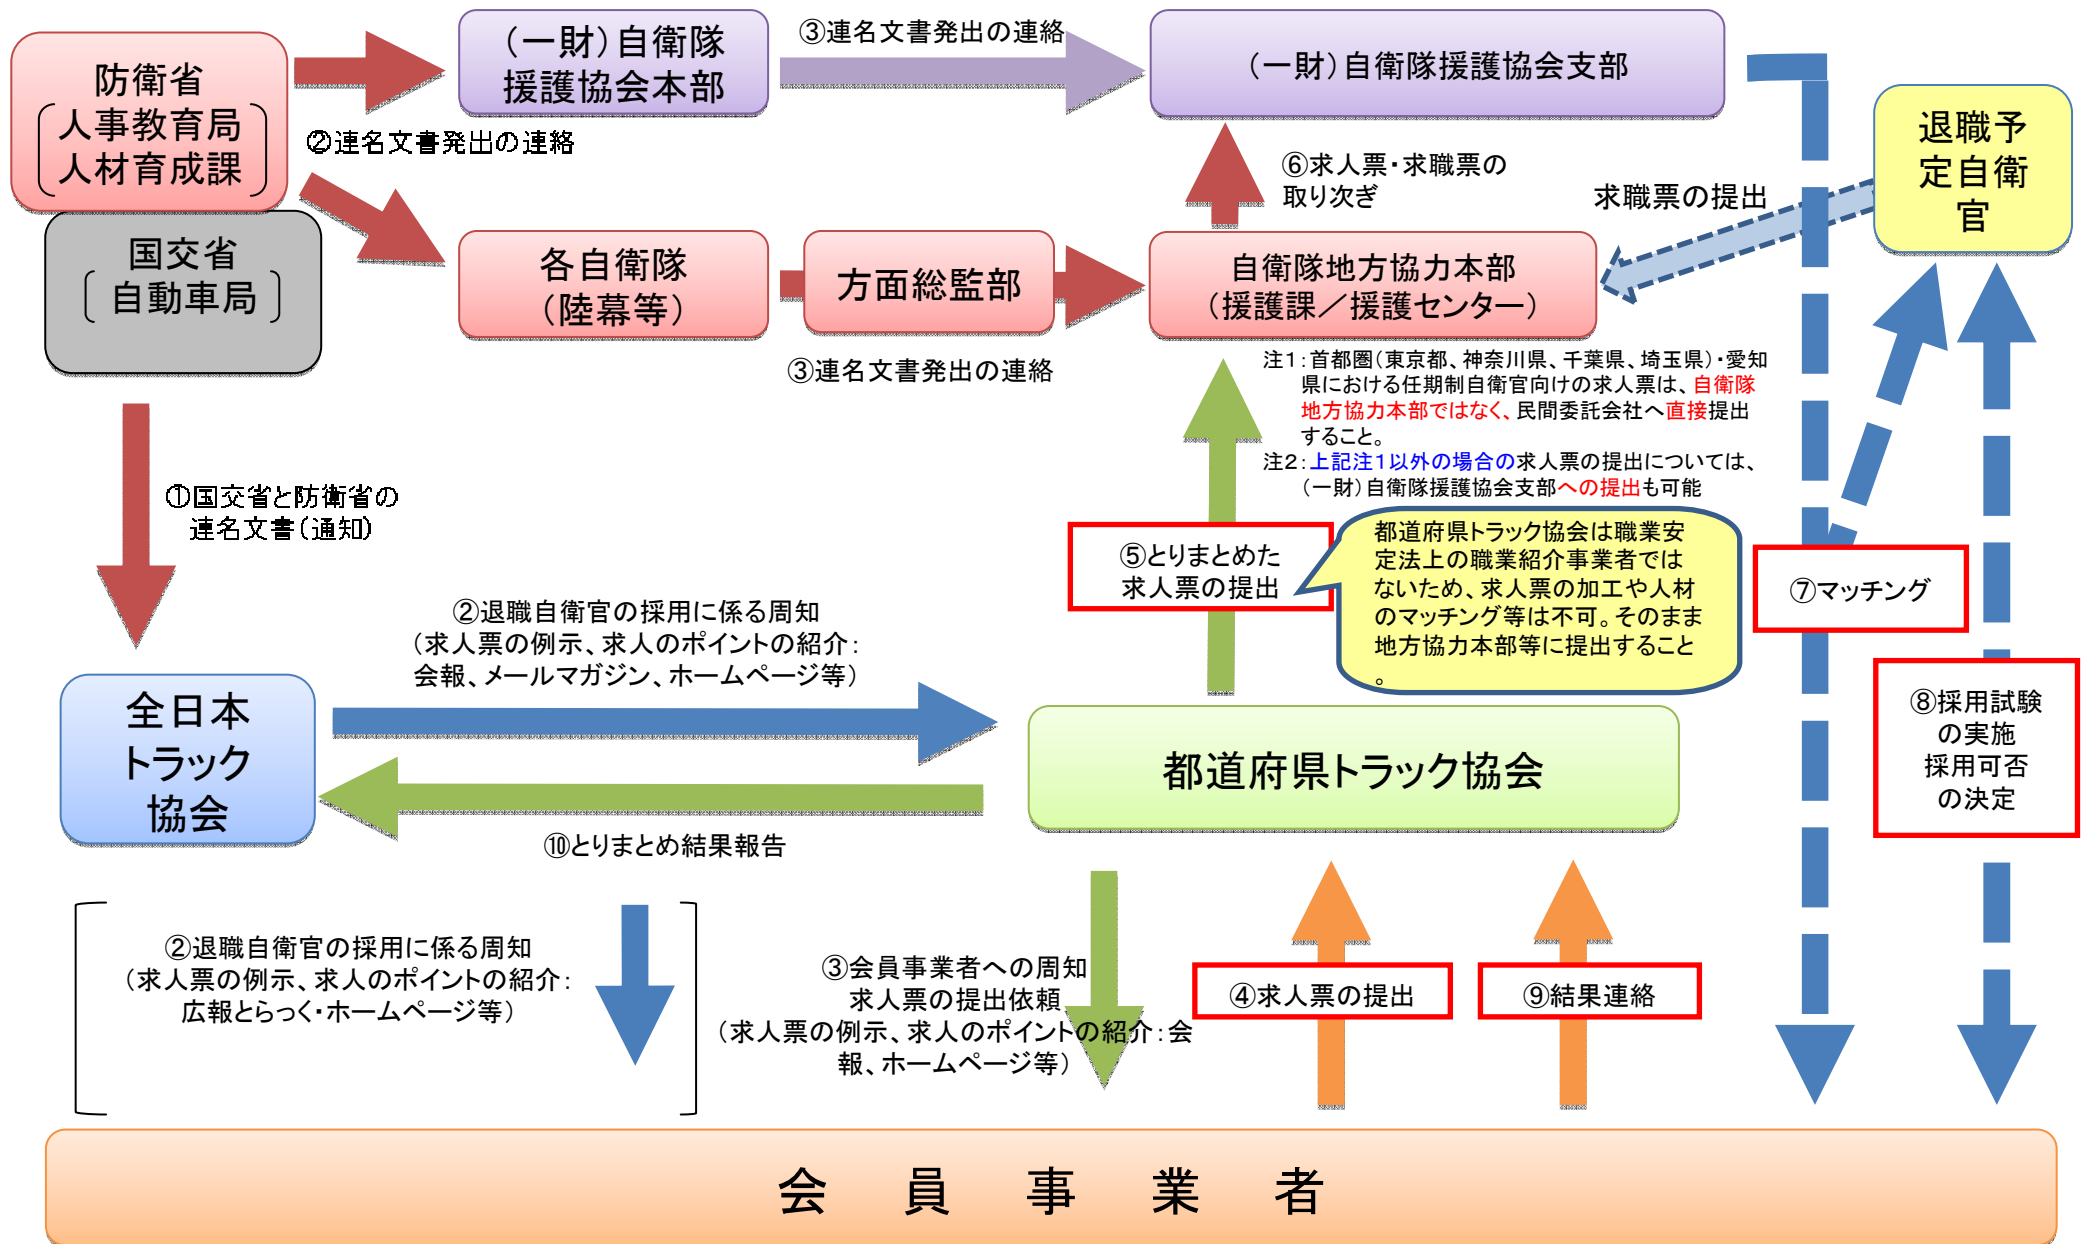 防衛省
人事教育局
人材育成課
国交省
自動車局
（一財）自衛隊
援護協会本部
③連名文書発出の連絡
（一財）自衛隊援護協会支部
②連名文書発出の連絡
各自衛隊
（陸幕等）
方面総監部
③連名文書発出の連絡
自衛隊地方協力本部
（援護課／援護センター）
⑥求人票・求職票の
取り次ぎ
求職票の提出
退職予
定自衛
官
注１：首都圏（東京都、神奈川県、千葉県、埼玉県）・愛知
県における任期制自衛官向けの求人票は、自衛隊
地方協力本部ではなく、民間委託会社へ直接提出
すること。
注２：上記注１以外の場合の求人票の提出については、
（一財）自衛隊援護協会支部への提出も可能
①国交省と防衛省の
連名文書（通知）
⑤とりまとめた
求人票の提出
都道府県トラック協会は職業安
定法上の職業紹介事業者では
ないため、求人票の加工や人材
のマッチング等は不可。そのまま
地方協力本部等に提出すること
。
⑦マッチング
⑧採用試験
の実施
採用可否
の決定
②退職自衛官の採用に係る周知
（求人票の例示、求人のポイントの紹介：
会報、メールマガジン、ホームページ等）
全日本
トラック
協会
都道府県トラック協会
⑩とりまとめ結果報告
②退職自衛官の採用に係る周知
（求人票の例示、求人のポイントの紹介：
広報とらっく・ホームページ等）
③会員事業者への周知
求人票の提出依頼
（求人票の例示、求人のポイントの紹介：会
報、ホームページ等）
④求人票の提出
⑨結果連絡
会員事業者